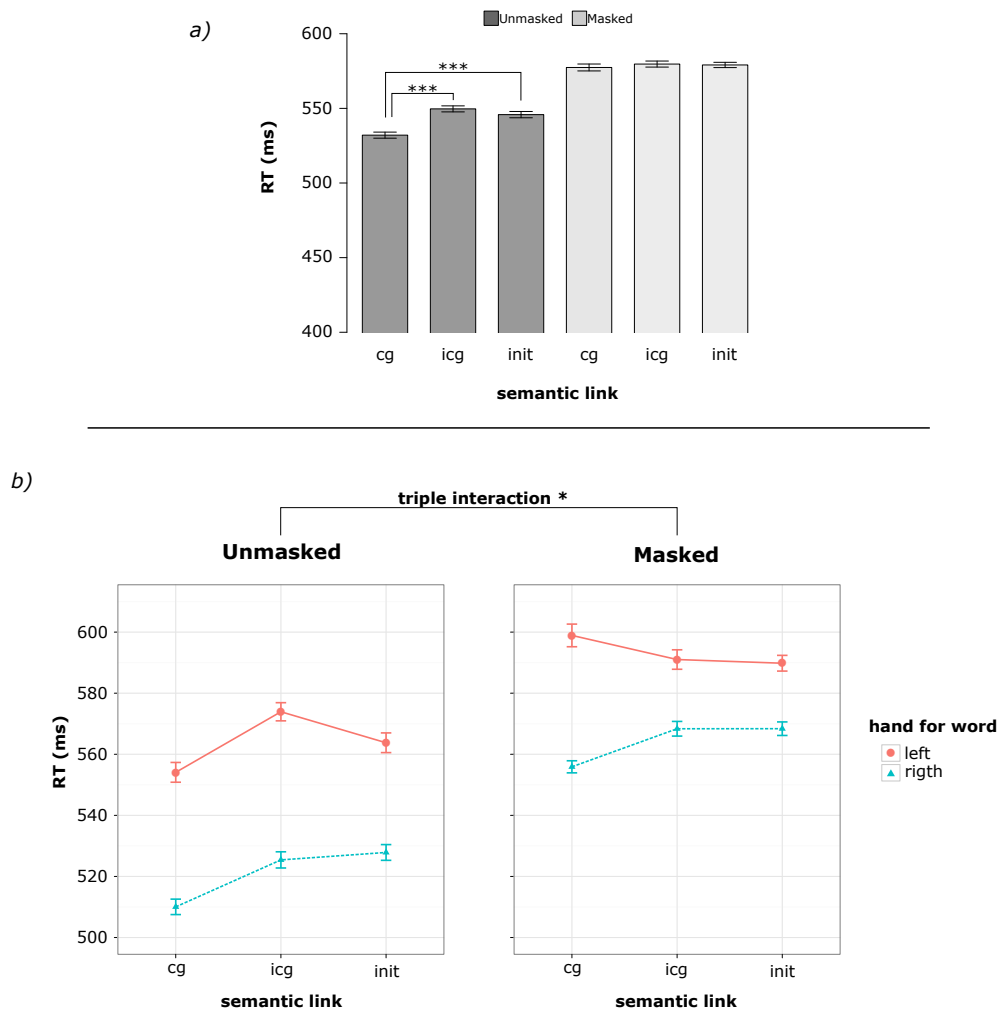 a)
Unmasked Masked
600
550
500
450
400
RT (ms)
***
***
cg icg init cg icg init
semantic link
b)
triple interaction *
Unmasked Masked
600
580
560
540
520
500
RT (ms)
cg icg init
cg icg init
semantic link
semantic link
hand for word
left
rigth